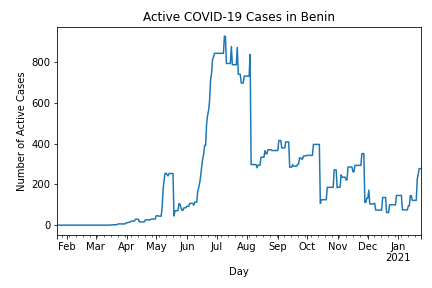 Active COVID-19 Cases in Benin
Number of Active Cases
800
600
400
200
0
Feb Mar Apr May Jun Jul Aug Sep Oct Nov Dec Jan
2021
Day